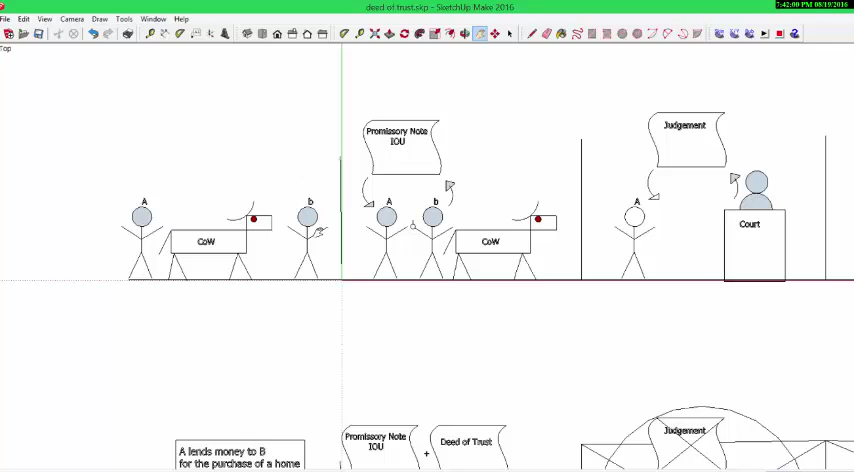 deed of trust.skp - SketchUp Make 2016
7:42:00 PM 08/19/2016
File Edit View Camera Draw Tools Window Help
Top
Promissory Note
IOU
Judgement
A
b
A
b
A
CoW
CoW
Court
A lends money to B
for the purchase of a home
Promissory Note
IOU
+
Deed of Trust
Judgement